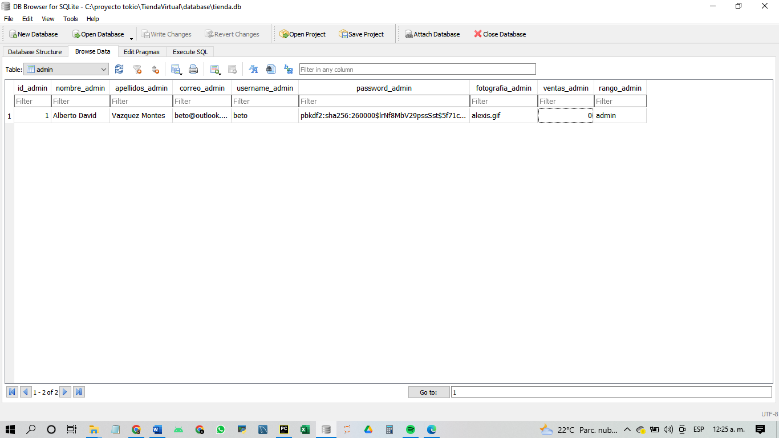 DB Browser for SQLite - C:\proyecto tokio\TiendaVirtual\database\tienda.db
File Edit View Tools Help
New Database Open Database Write Changes Revert Changes Open Project Save Project Attach Database Close Database
Database Structure Browse Data Edit Pragmas Execute SQL
Table: admin Filter in any column
id_admin nombre_admin apellidos_admin correo_admin username_admin password_admin fotografia_admin ventas_admin rango_admin
Filter Filter Filter Filter Filter Filter Filter Filter Filter
1 1 Alberto David Vazquez Montes beto@outlook.... beto alexis.gif 0 admin
1 - 2 of 2 Go to: 1
UTF-8
22°C Parc. nub... ESP 12:25 a. m.